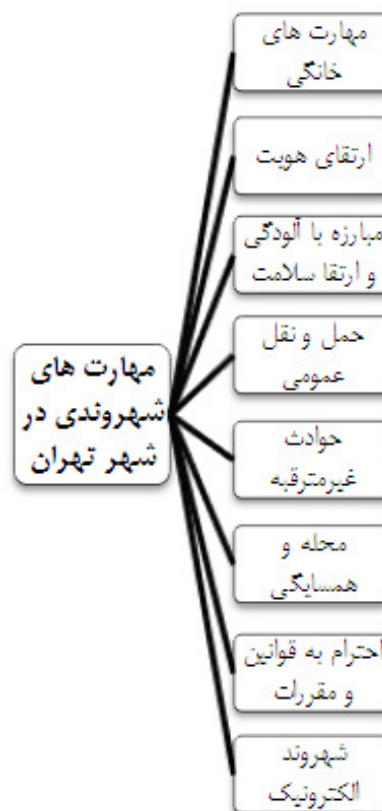 مهارت های
خانگی
ارتقای هویت
مبارزه با آلودگی
و ارتقا سلامت
حمل و نقل
عمومی
مهارت های
شهروندی در
شهر تهران
حوادث
غیرمترقبه
محله و
همسایگی
احترام به قوانین
و مقررات
شهروند
الکترونیک